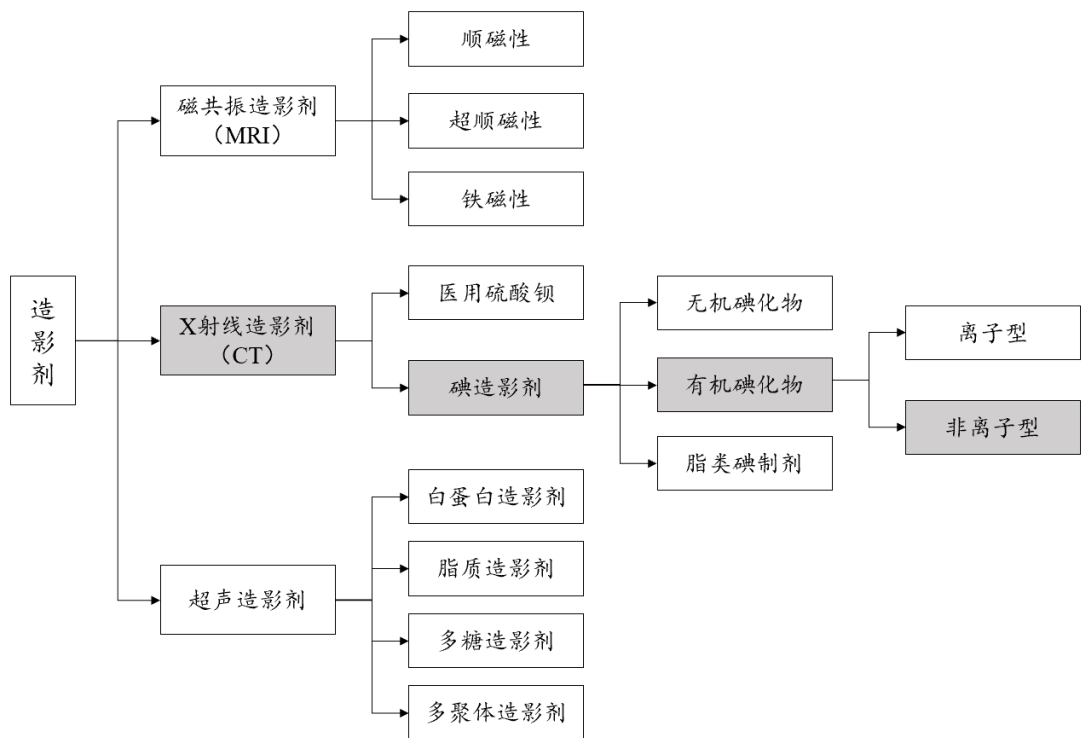 造
影
剂
磁共振造影剂
（MRI）
顺磁性
超顺磁性
铁磁性
X射线造影剂
（CT）
医用硫酸钡
碘造影剂
无机碘化物
有机碘化物
脂类碘制剂
离子型
非离子型
超声造影剂
白蛋白造影剂
脂质造影剂
多糖造影剂
多聚体造影剂